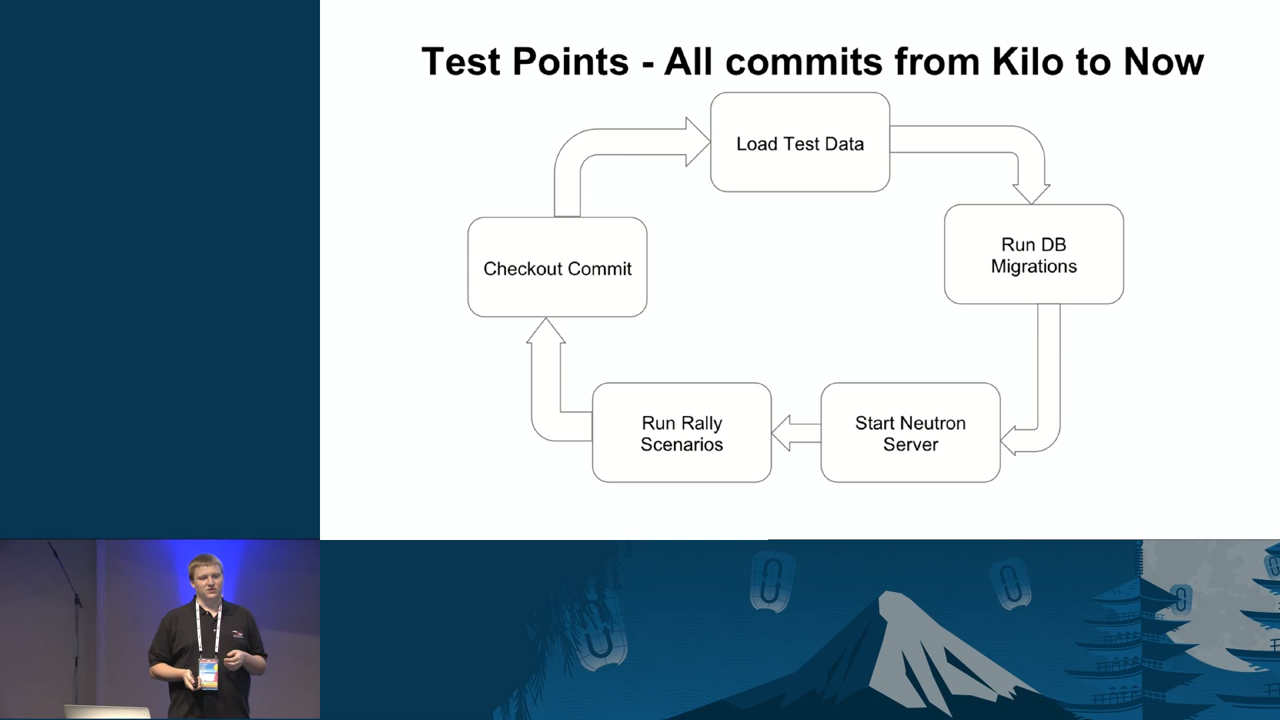 Test Points - All commits from Kilo to Now
Load Test Data
Run DB
Migrations
Checkout Commit
Run Rally
Scenarios
Start Neutron
Server